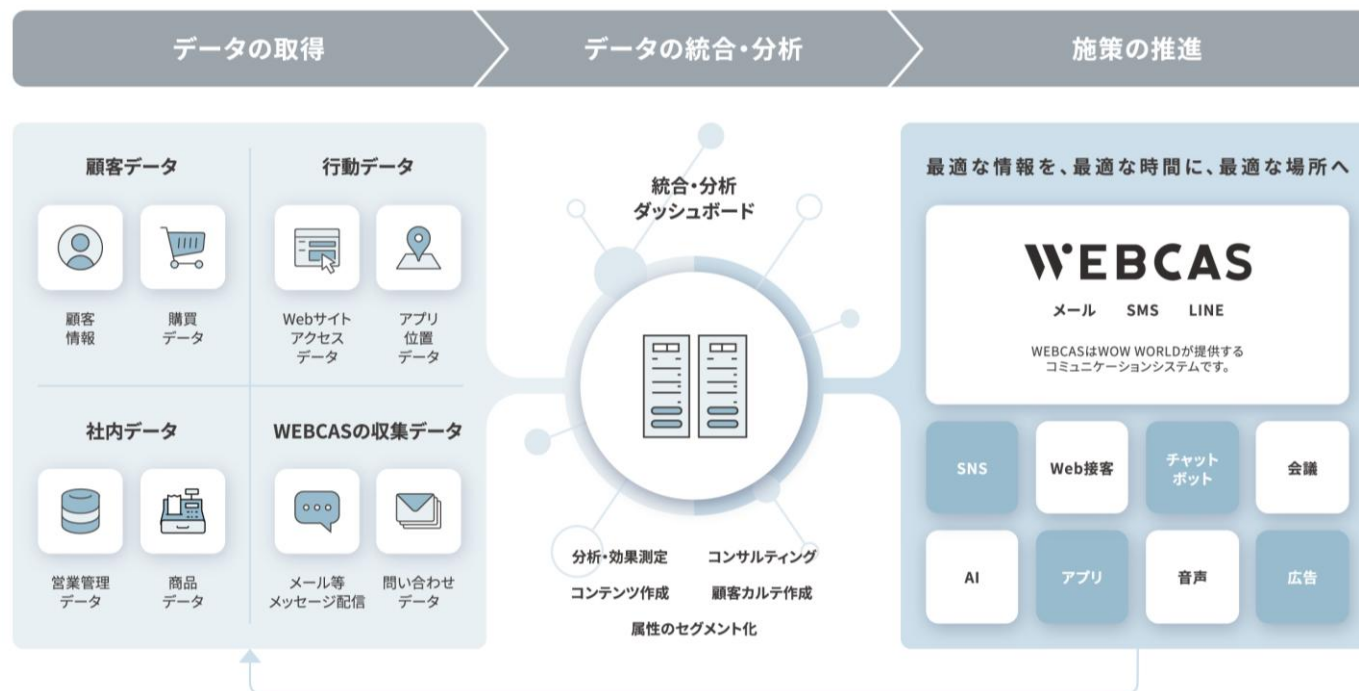 データの取得
データの統合・分析
施策の推進
顧客データ
顧客
情報
購買
データ
行動データ
Webサイト
アクセス
データ
アプリ
位置
データ
社内データ
営業管理
データ
商品
データ
WEBCASの収集データ
メール等
メッセージ配信
問い合わせ
データ
統合・分析
ダッシュボード
分析・効果測定
コンサルティング
コンテンツ作成
顧客カルテ作成
属性のセグメント化
最適な情報を、最適な時間に、最適な場所へ
WEBCAS
メール SMS LINE
WEBCASはWOW WORLDが提供する
コミュニケーションシステムです。
SNS
Web接客
チャット
ボット
会議
AI
アプリ
音声
広告